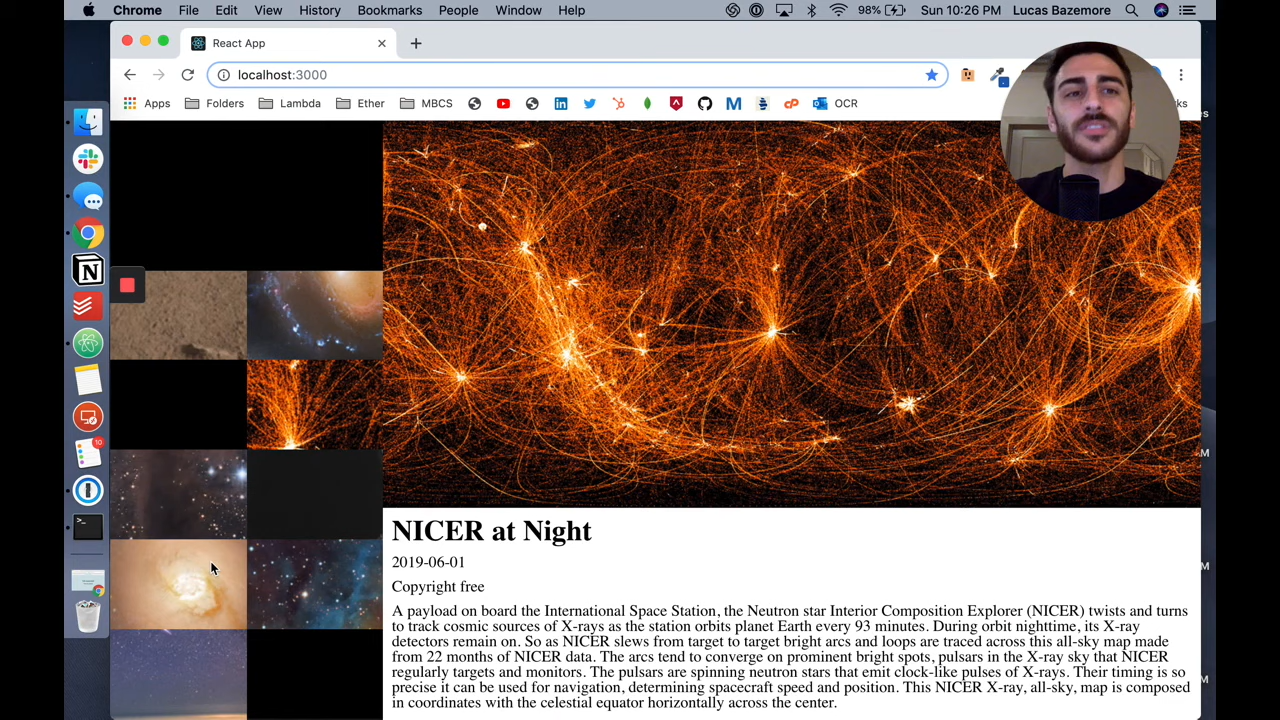 Chrome File Edit View History Bookmarks People Window Help 98% Sun 10:26 PM Lucas Bazemore
React App
localhost:3000
Apps Folders Lambda Ether MBCS OCR ks
10
NICER at Night
2019-06-01
Copyright free
A payload on board the International Space Station, the Neutron star Interior Composition Explorer (NICER) twists and turns
to track cosmic sources of X-rays as the station orbits planet Earth every 93 minutes. During orbit nighttime, its X-ray
detectors remain on. So as NICER slews from target to target bright arcs and loops are traced across this all-sky map made
from 22 months of NICER data. The arcs tend to converge on prominent bright spots, pulsars in the X-ray sky that NICER
regularly targets and monitors. The pulsars are spinning neutron stars that emit clock-like pulses of X-rays. Their timing is so
precise it can be used for navigation, determining spacecraft speed and position. This NICER X-ray, all-sky, map is composed
in coordinates with the celestial equator horizontally across the center.